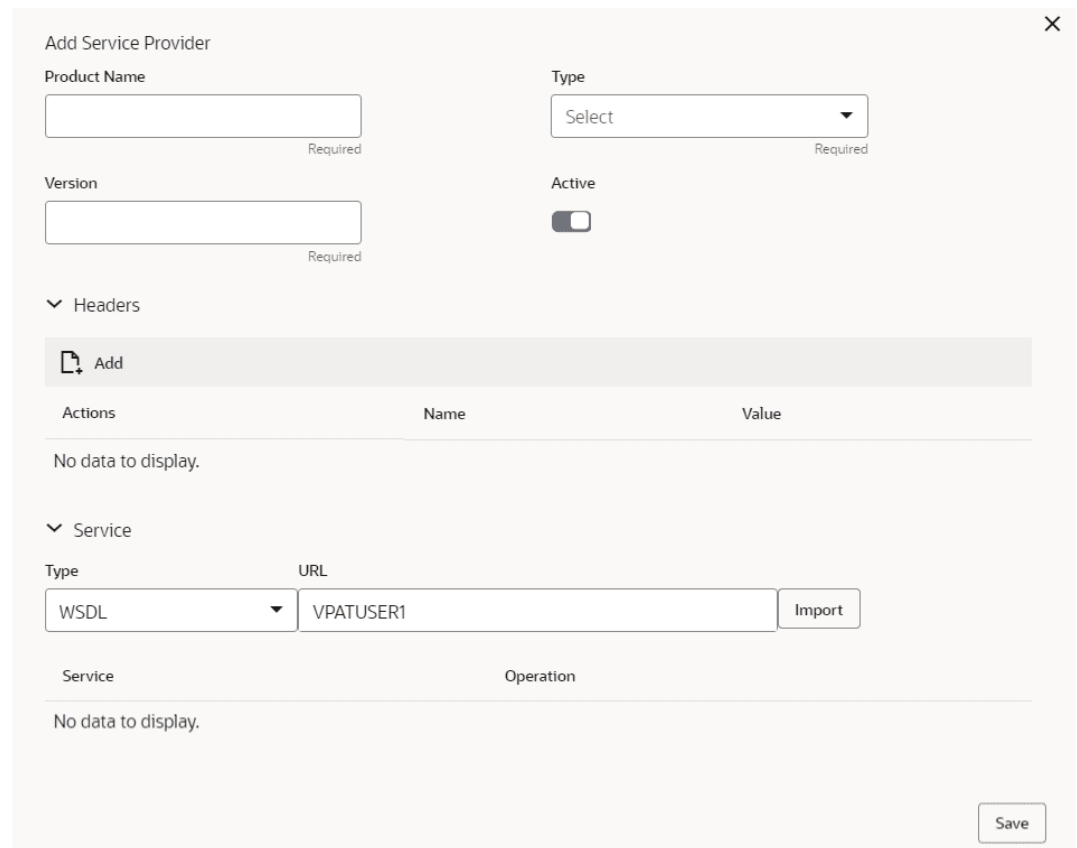 Add Service Provider
Product Name Type
Select
Required Required
Version Active
Required
Headers
Add
Actions Name Value
No data to display.
Service
Type URL
WSDL VPATUSER1 Import
Service Operation
No data to display.
Save